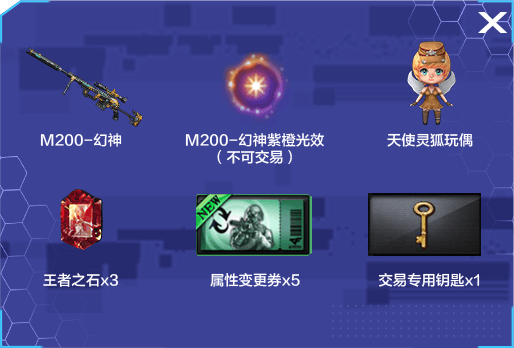 M200-幻神
M200-幻神紫橙光效
（不可交易）
天使灵狐玩偶
NEW
王者之石x3
属性变更券x5
交易专用钥匙x1